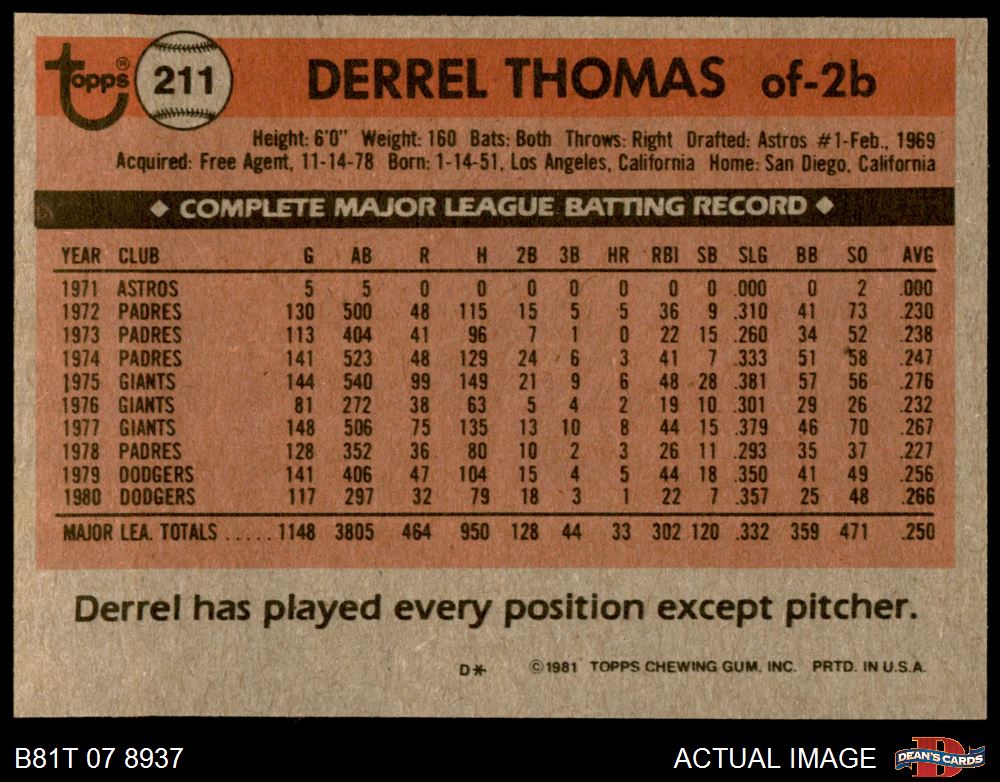 topps® 211 DERREL THOMAS of-2b
Height: 6'0" Weight: 160 Bats: Both Throws: Right Drafted: Astros #1-Feb., 1969
Acquired: Free Agent, 11-14-78 Born: 1-14-51, Los Angeles, California Home: San Diego, California
◆ COMPLETE MAJOR LEAGUE BATTING RECORD ◆
YEAR CLUB G AB R H 2B 3B HR RBI SB SLG BB SO AVG
1971 ASTROS 5 5 0 0 0 0 0 0 0 .000 0 2 .000
1972 PADRES 130 500 48 115 15 5 5 36 9 .310 41 73 .230
1973 PADRES 113 404 41 96 7 1 0 22 15 .260 34 52 .238
1974 PADRES 141 523 48 129 24 6 3 41 7 .333 51 58 .247
1975 GIANTS 144 540 99 149 21 9 6 48 28 .381 57 56 .276
1976 GIANTS 81 272 38 63 5 4 2 19 10 .301 29 26 .232
1977 GIANTS 148 506 75 135 13 10 8 44 15 .379 46 70 .267
1978 PADRES 128 352 36 80 10 2 3 26 11 .293 35 37 .227
1979 DODGERS 141 406 47 104 15 4 5 44 18 .350 41 49 .256
1980 DODGERS 117 297 32 79 18 3 1 22 7 .357 25 48 .266
MAJOR LEA. TOTALS ..... 1148 3805 464 950 128 44 33 302 120 .332 359 471 .250
Derrel has played every position except pitcher.
D* ©1981 TOPPS CHEWING GUM, INC. PRTD. IN U.S.A.
B81T 07 8937 ACTUAL IMAGE D DEAN'S CARDS